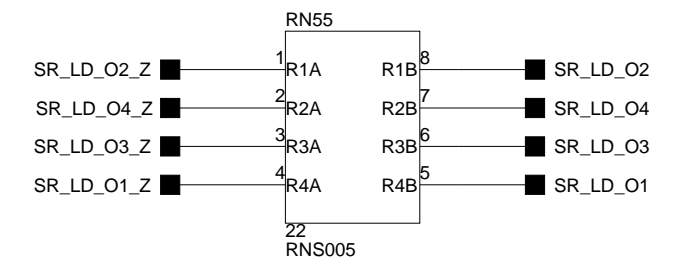 RN55
SR_LD_O2_Z 1 R1A R1B 8 SR_LD_O2
SR_LD_O4_Z 2 R2A R2B 7 SR_LD_O4
SR_LD_O3_Z 3 R3A R3B 6 SR_LD_O3
SR_LD_O1_Z 4 R4A R4B 5 SR_LD_O1
22
RNS005